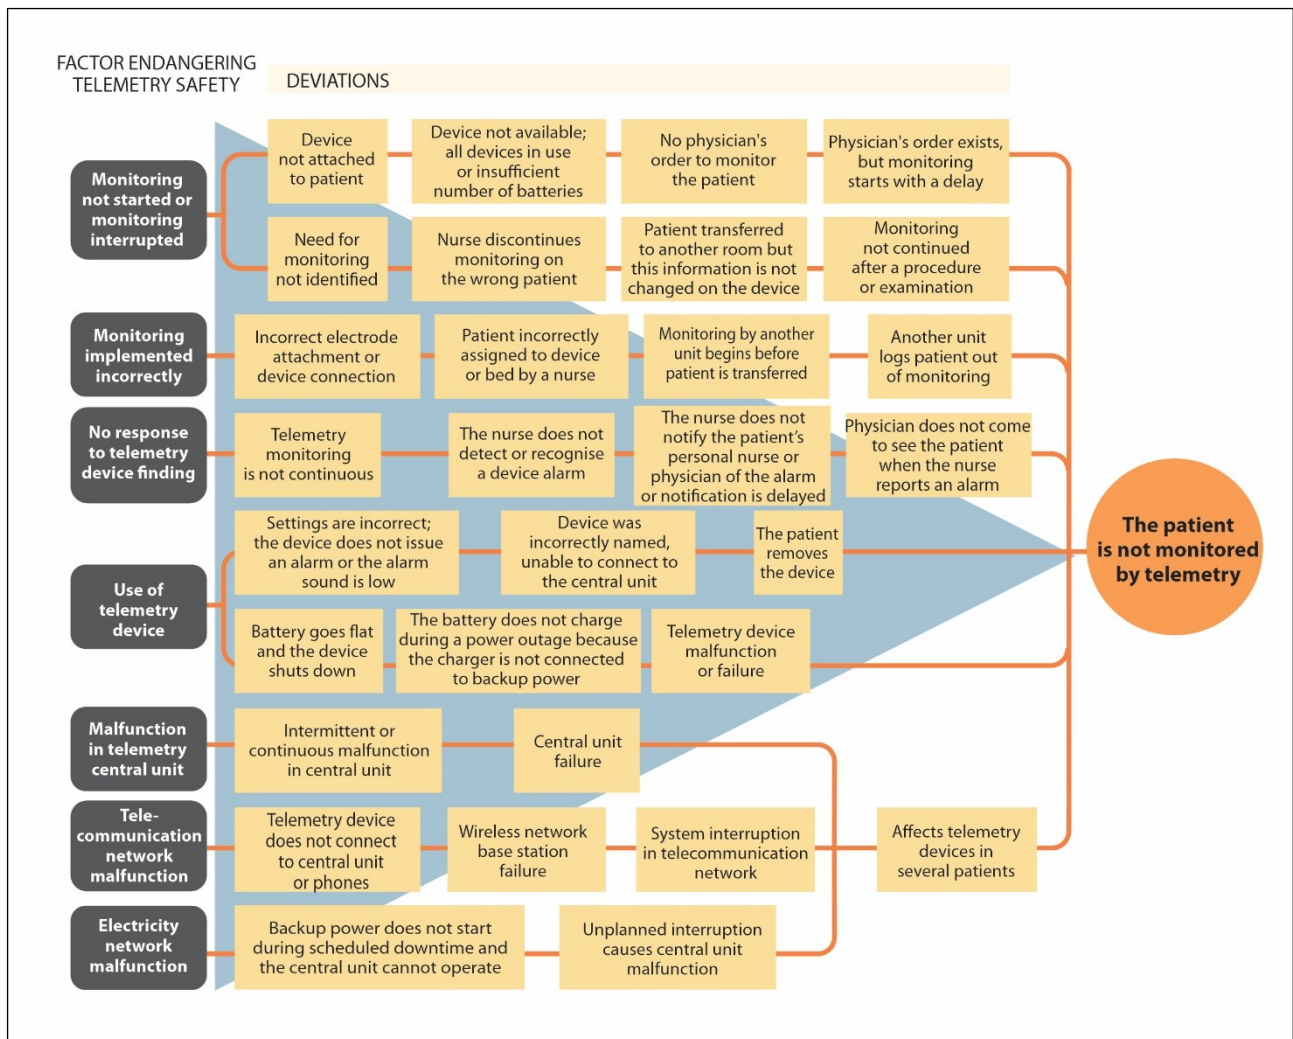 FACTOR ENDANGERING
TELEMETRY SAFETY
DEVIATIONS
Monitoring
not started or
monitoring
interrupted
Device
not attached
to patient
Device not available;
all devices in use
or insufficient
number of batteries
No physician's
order to monitor
the patient
Physician's order exists,
but monitoring
starts with a delay
Need for
monitoring
not identified
Nurse discontinues
monitoring on
the wrong patient
Patient transferred
to another room but
this information is not
changed on the device
Monitoring
not continued
after a procedure
or examination
Monitoring
implemented
incorrectly
Incorrect electrode
attachment or
device connection
Patient incorrectly
assigned to device
or bed by a nurse
Monitoring by another
unit begins before
patient is transferred
Another unit
logs patient out
of monitoring
No response
to telemetry
device finding
Telemetry
monitoring
is not continuous
The nurse does not
detect or recognise
a device alarm
The nurse does not
notify the patient’s
personal nurse or
physician of the alarm
or notification is delayed
Physician does not come
to see the patient
when the nurse
reports an alarm
Use of
telemetry
device
Settings are incorrect;
the device does not issue
an alarm or the alarm
sound is low
Device was
incorrectly named,
unable to connect to
the central unit
The patient
removes
the device
Battery goes flat
and the device
shuts down
The battery does not charge
during a power outage because
the charger is not connected
to backup power
Telemetry device
malfunction
or failure
The patient
is not monitored
by telemetry
Malfunction
in telemetry
central unit
Intermittent or
continuous malfunction
in central unit
Central unit
failure
Tele-
communication
network
malfunction
Telemetry device
does not connect
to central unit
or phones
Wireless network
base station
failure
System interruption
in telecommunication
network
Affects telemetry
devices in
several patients
Electricity
network
malfunction
Backup power does not start
during scheduled downtime and
the central unit cannot operate
Unplanned interruption
causes central unit
malfunction